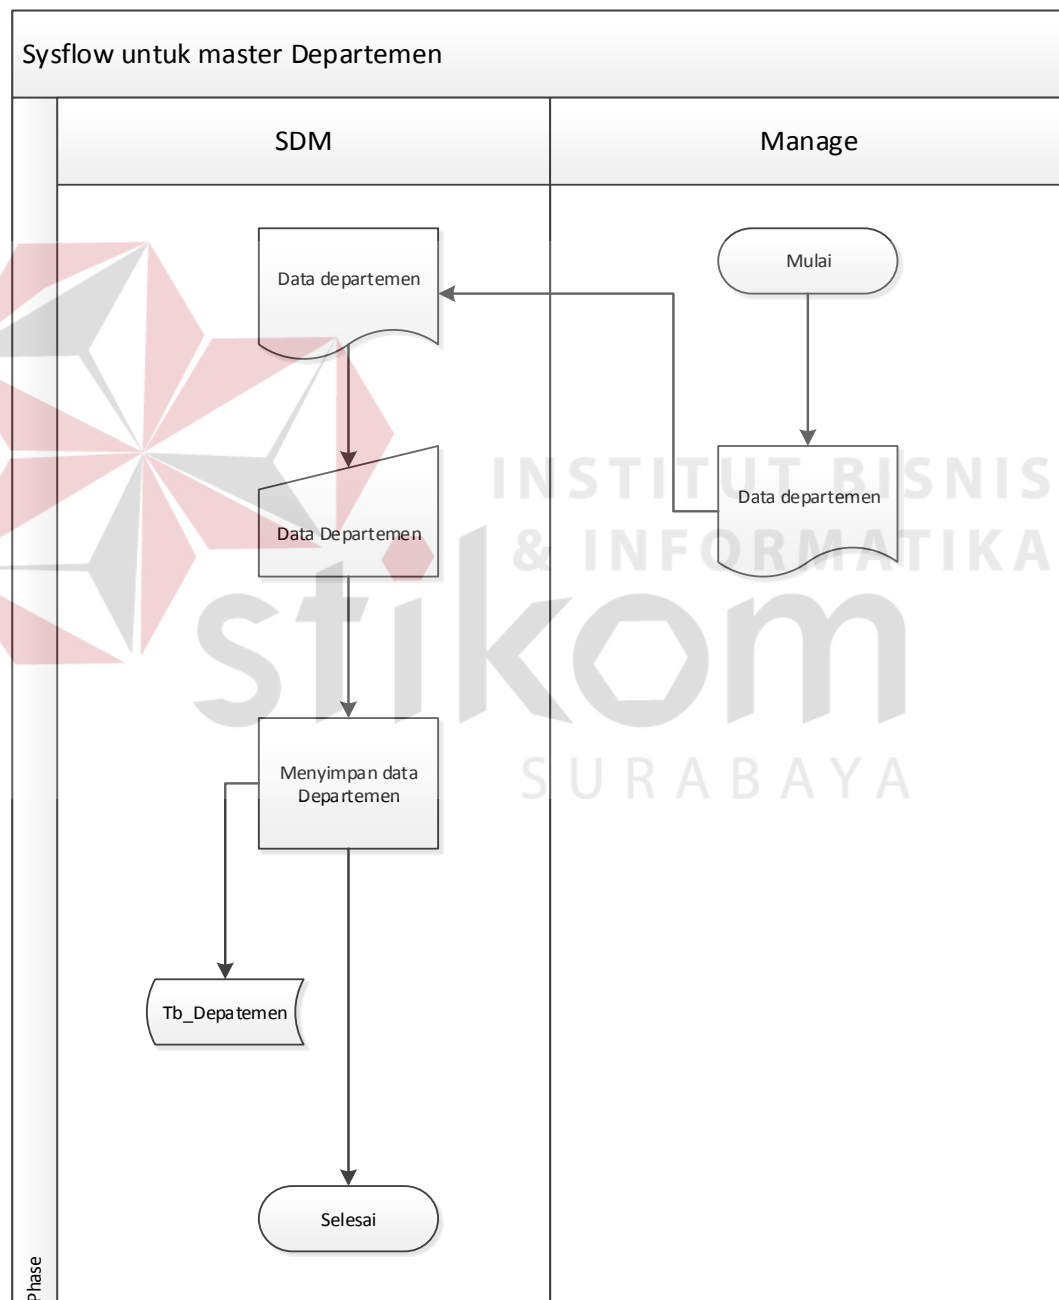 Sysflow untuk master Departemen
SDM
Manage
Data departemen
Mulai
Data departemen
Data Departemen
Menyimpan data
Departemen
Tb_Depatemen
Selesai
Phase
INSTITUT BISNIS
& INFORMATIKA
stikom
SURABAYA